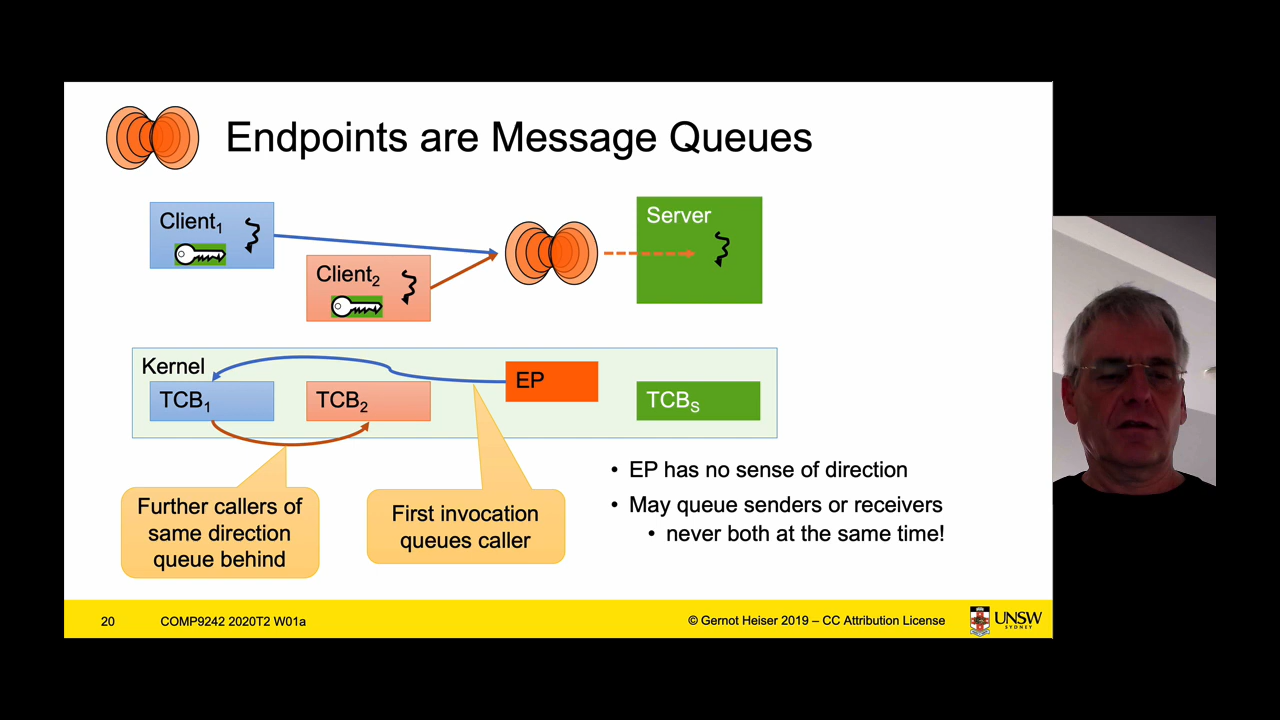 Endpoints are Message Queues
Client1
Client2
Server
Kernel
TCB1
TCB2
EP
TCBS
Further callers of
same direction
queue behind
First invocation
queues caller
• EP has no sense of direction
• May queue senders or receivers
• never both at the same time!
20
COMP9242 2020T2 W01a
© Gernot Heiser 2019 – CC Attribution License
UNSW
SYDNEY